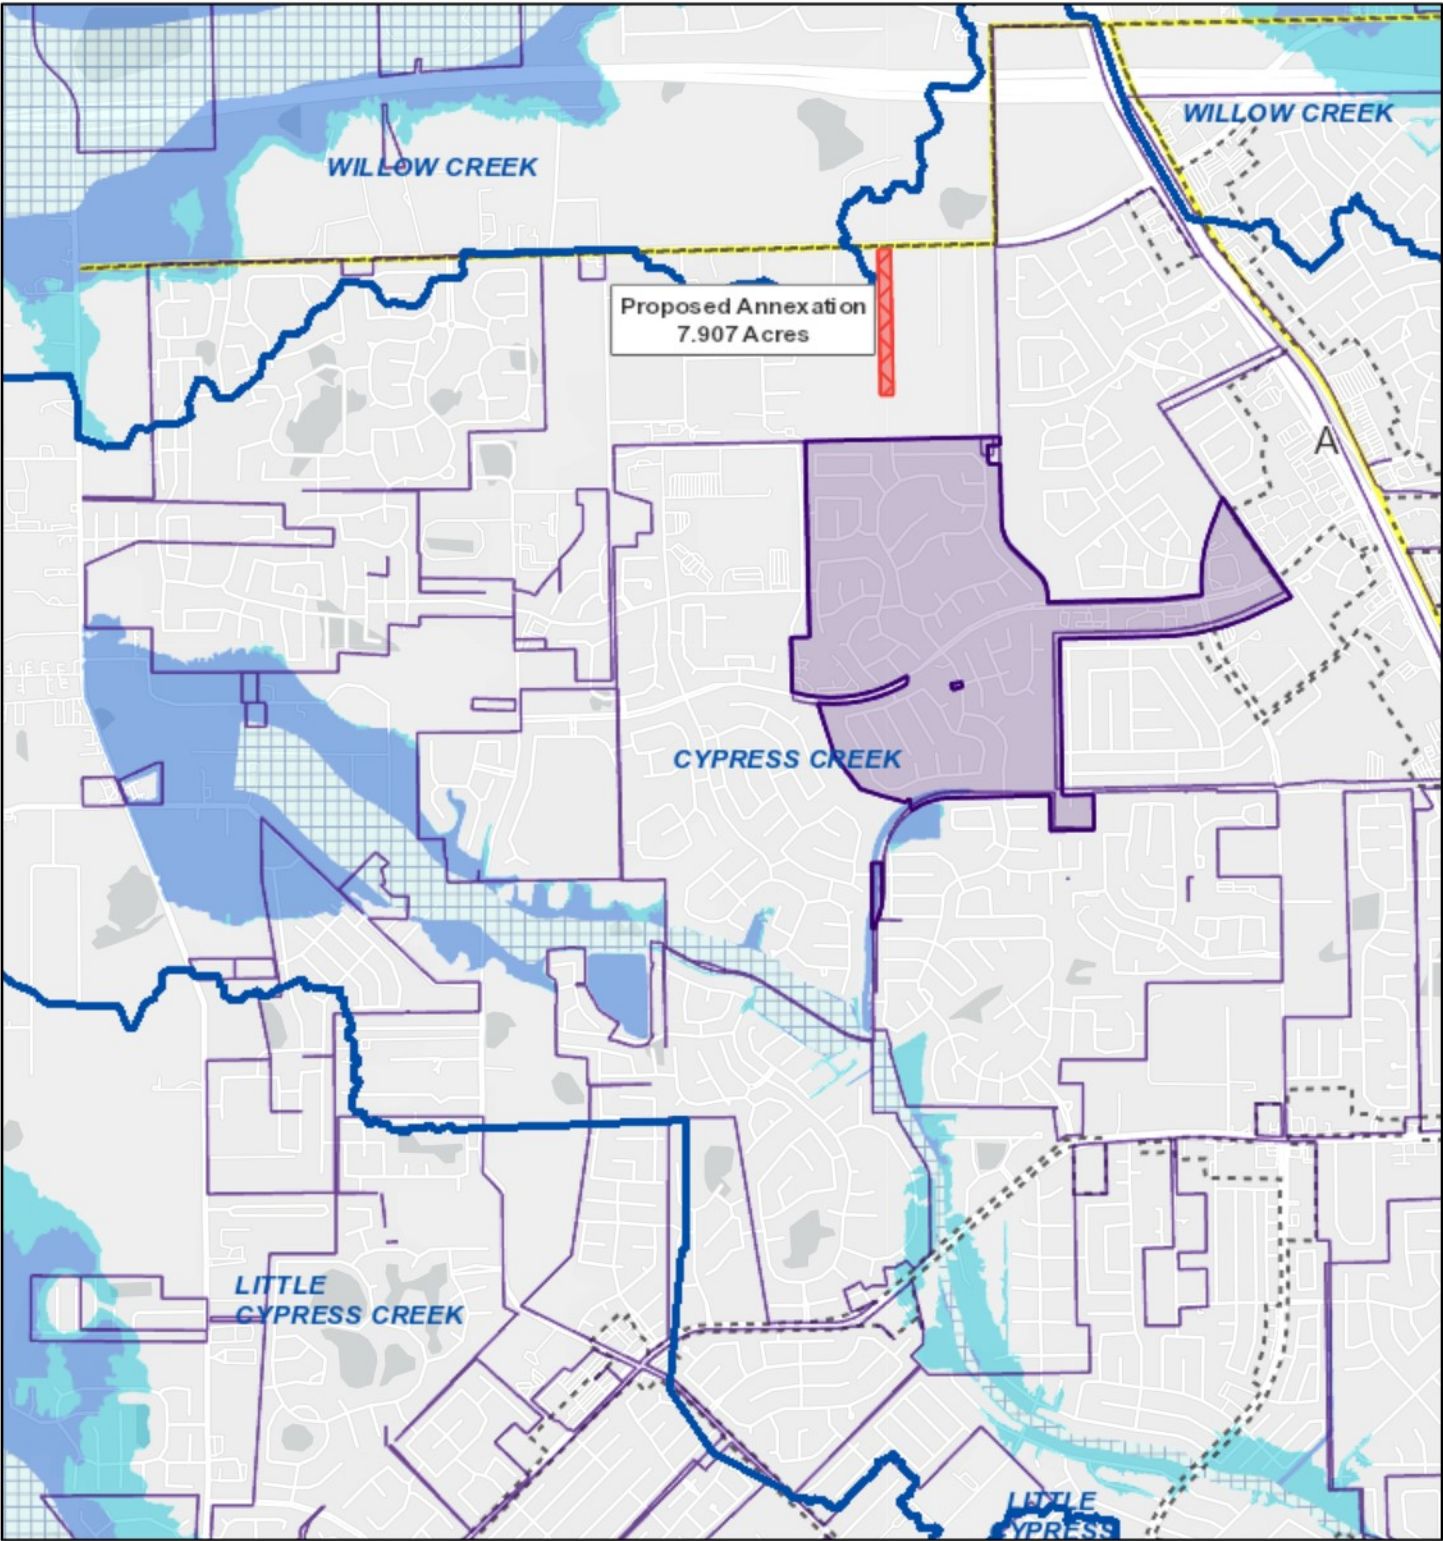 WILLOW CREEK
WILLOW CREEK
Proposed Annexation
7.907 Acres
A
CYPRESS CREEK
LITTLE
CYPRESS CREEK
LITTLE
CYPRESS